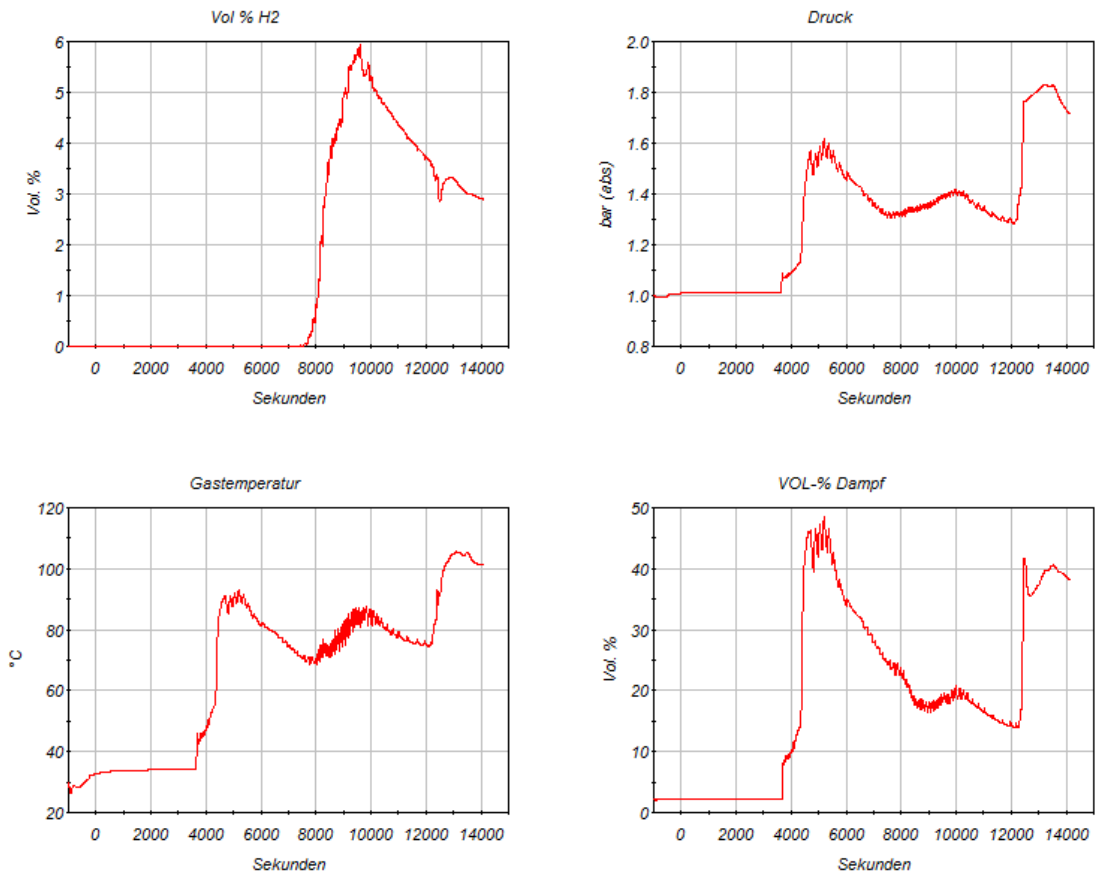 Vol % H2
6
5
4
3
2
1
0
Vol. %
0 2000 4000 6000 8000 10000 12000 14000
Sekunden
Druck
2.0
1.8
1.6
1.4
1.2
1.0
0.8
bar (abs)
0 2000 4000 6000 8000 10000 12000 14000
Sekunden
Gastemperatur
120
100
80
60
40
20
°C
0 2000 4000 6000 8000 10000 12000 14000
Sekunden
VOL-% Dampf
50
40
30
20
10
0
Vol. %
0 2000 4000 6000 8000 10000 12000 14000
Sekunden